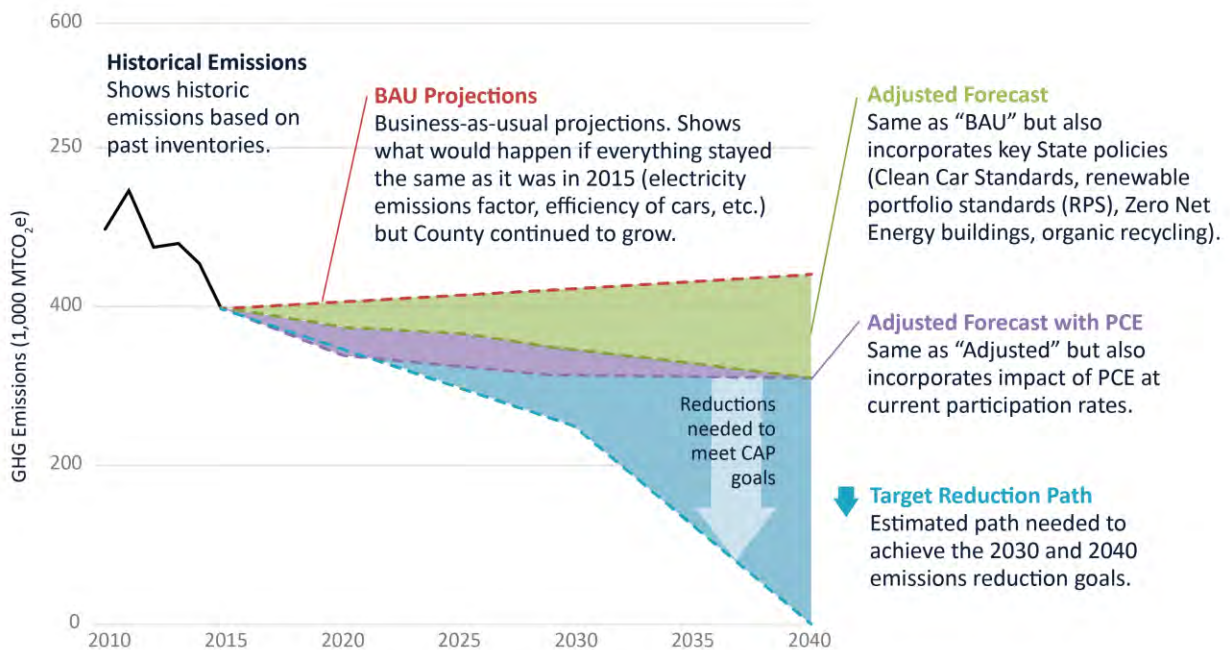 600
Historical Emissions
Shows historic
emissions based on
past inventories.
BAU Projections
Business-as-usual projections. Shows
what would happen if everything stayed
the same as it was in 2015 (electricity
emissions factor, efficiency of cars, etc.)
but County continued to grow.
Adjusted Forecast
Same as “BAU” but also
incorporates key State policies
(Clean Car Standards, renewable
portfolio standards (RPS), Zero Net
Energy buildings, organic recycling).
250
400
Adjusted Forecast with PCE
Same as “Adjusted” but also
incorporates impact of PCE at
current participation rates.
Reductions
needed to
meet CAP
goals
200
Target Reduction Path
Estimated path needed to
achieve the 2030 and 2040
emissions reduction goals.
0
GHG Emissions (1,000 MTCO₂e)
2010 2015 2020 2025 2030 2035 2040